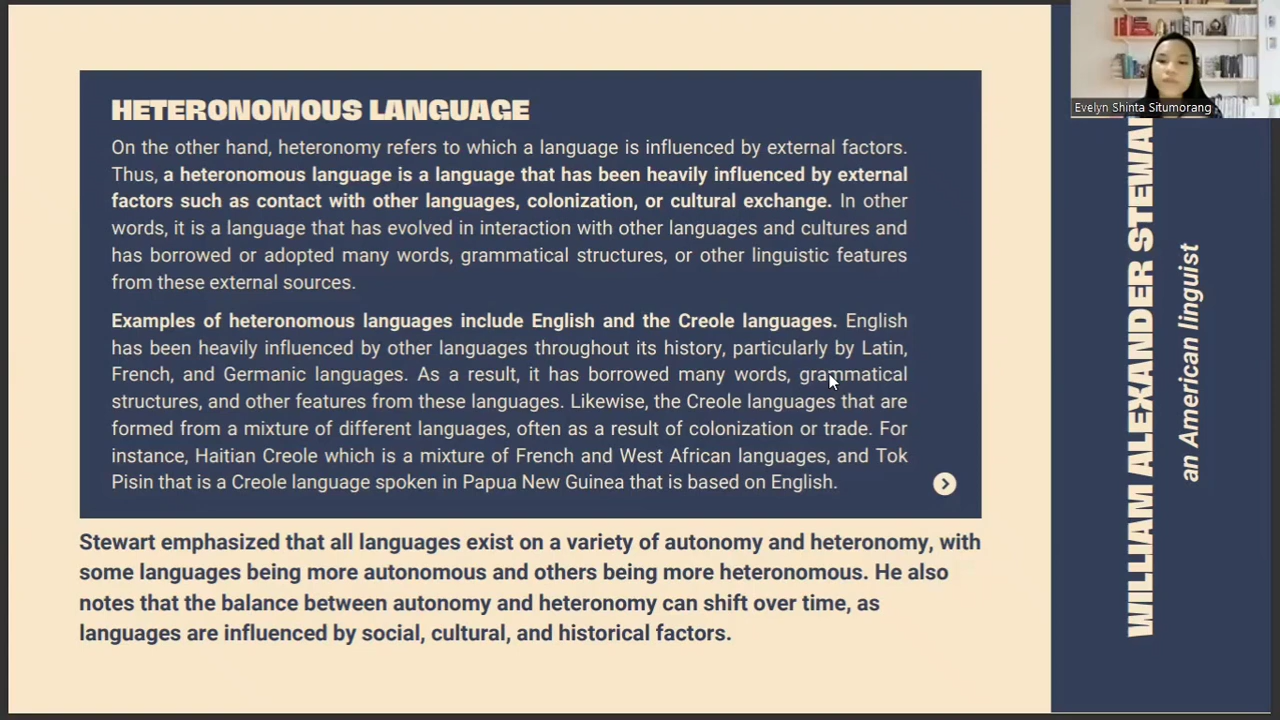 HETERONOMOUS LANGUAGE
On the other hand, heteronomy refers to which a language is influenced by external factors.
Thus, a heteronomous language is a language that has been heavily influenced by external
factors such as contact with other languages, colonization, or cultural exchange. In other
words, it is a language that has evolved in interaction with other languages and cultures and
has borrowed or adopted many words, grammatical structures, or other linguistic features
from these external sources.
Examples of heteronomous languages include English and the Creole languages. English
has been heavily influenced by other languages throughout its history, particularly by Latin,
French, and Germanic languages. As a result, it has borrowed many words, grammatical
structures, and other features from these languages. Likewise, the Creole languages that are
formed from a mixture of different languages, often as a result of colonization or trade. For
instance, Haitian Creole which is a mixture of French and West African languages, and Tok
Pisin that is a Creole language spoken in Papua New Guinea that is based on English.
Stewart emphasized that all languages exist on a variety of autonomy and heteronomy, with
some languages being more autonomous and others being more heteronomous. He also
notes that the balance between autonomy and heteronomy can shift over time, as
languages are influenced by social, cultural, and historical factors.
Evelyn Shinta Situmorang
WILLIAM ALEXANDER STEWA
an American linguist